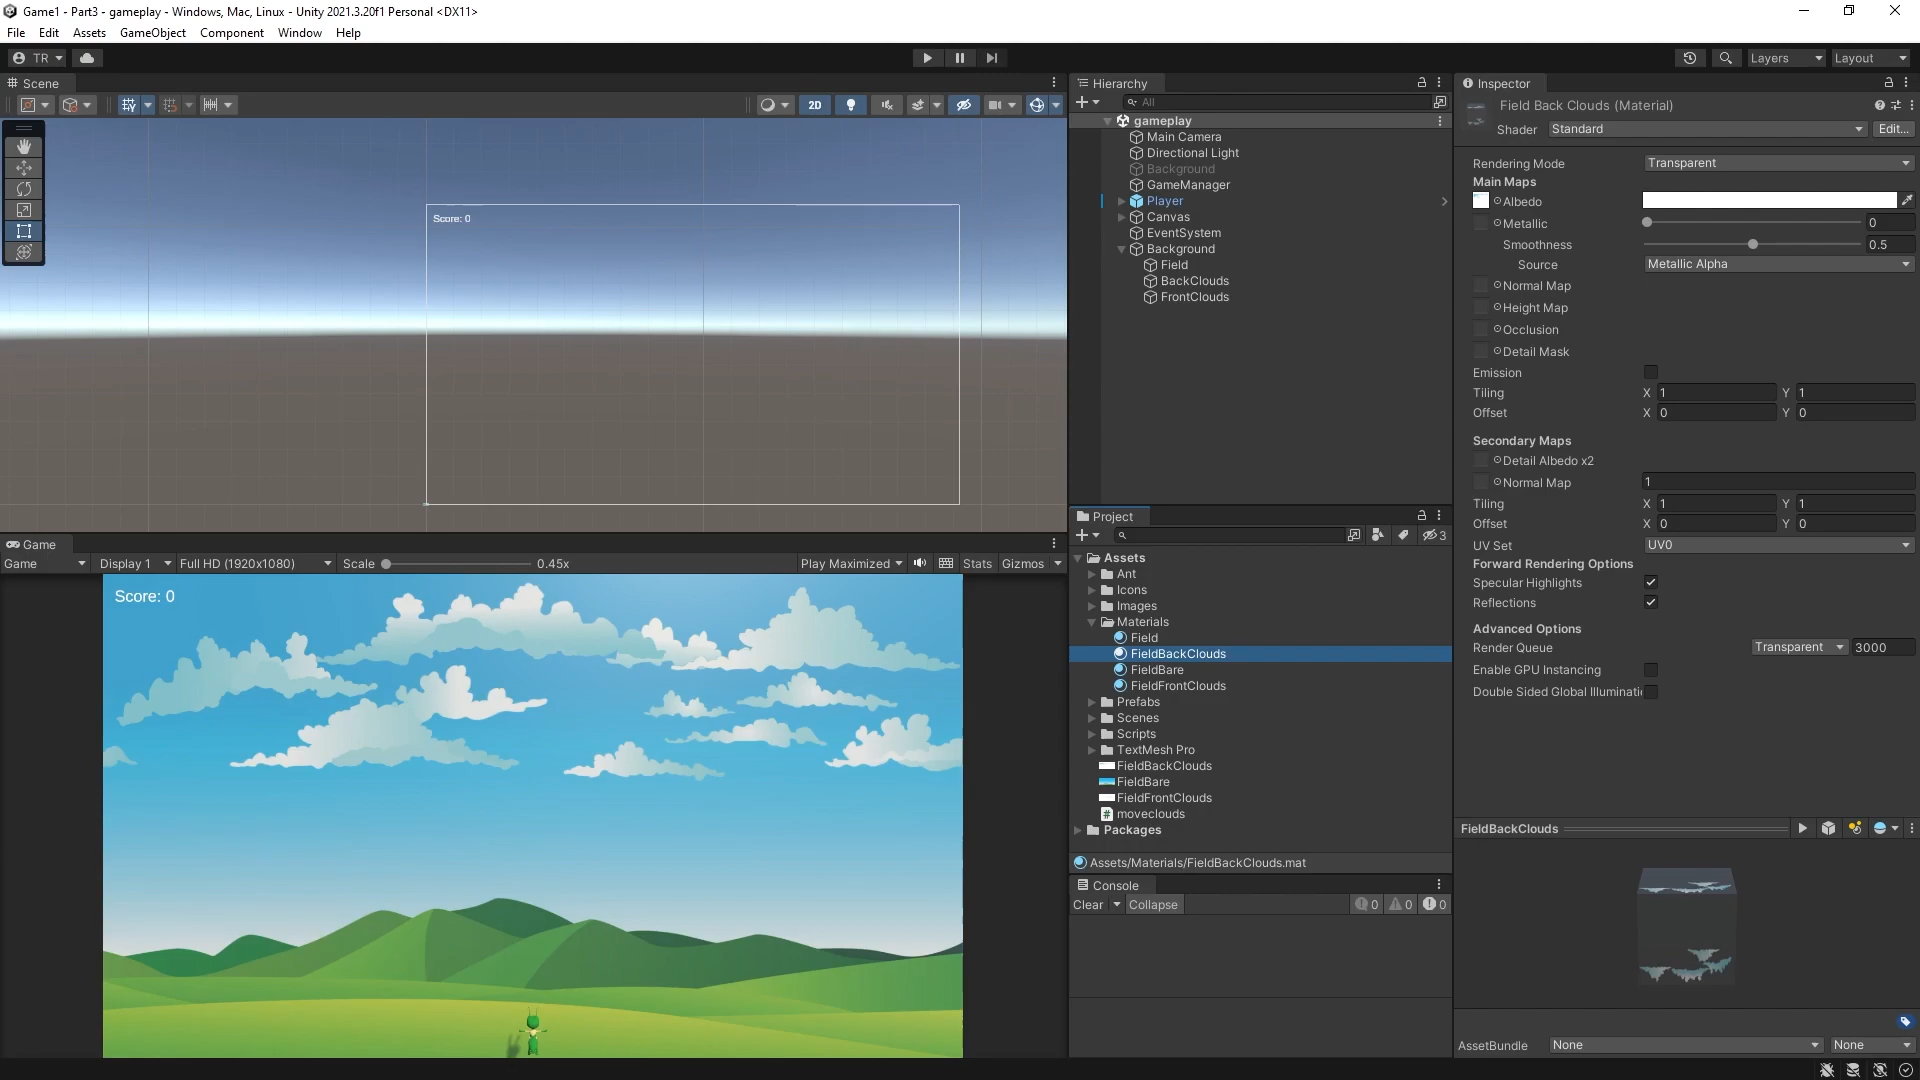 Game1 - Part3 - gameplay - Windows, Mac, Linux - Unity 2021.3.20f1 Personal <DX11>
File Edit Assets GameObject Component Window Help
TR
Layers
Layout
Scene
2D
Score: 0
Game
Game
Display 1
Full HD (1920x1080)
Scale
0.45x
Play Maximized
Stats
Gizmos
Score: 0
Hierarchy
All
gameplay
Main Camera
Directional Light
Background
GameManager
Player
Canvas
EventSystem
Background
Field
BackClouds
FrontClouds
Project
3
Assets
Ant
Icons
Images
Materials
Field
FieldBackClouds
FieldBare
FieldFrontClouds
Prefabs
Scenes
Scripts
TextMesh Pro
FieldBackClouds
FieldBare
FieldFrontClouds
moveclouds
Packages
Assets/Materials/FieldBackClouds.mat
Console
Clear
Collapse
0
0
0
Inspector
Field Back Clouds (Material)
Shader Standard Edit...
Rendering Mode Transparent
Main Maps
Albedo
Metallic 0
Smoothness 0.5
Source Metallic Alpha
Normal Map
Height Map
Occlusion
Detail Mask
Emission
Tiling X 1 Y 1
Offset X 0 Y 0
Secondary Maps
Detail Albedo x2
Normal Map 1
Tiling X 1 Y 1
Offset X 0 Y 0
UV Set UV0
Forward Rendering Options
Specular Highlights
Reflections
Advanced Options
Render Queue Transparent 3000
Enable GPU Instancing
Double Sided Global Illuminati
FieldBackClouds
AssetBundle None None